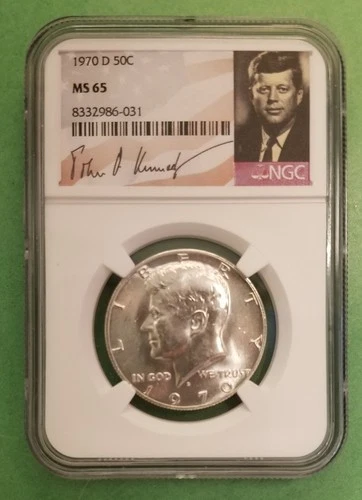 1970 D 50C
MS 65
8332986-031
John F Kennedy
NGC
LIBERTY
IN GOD WE TRUST
D
1970